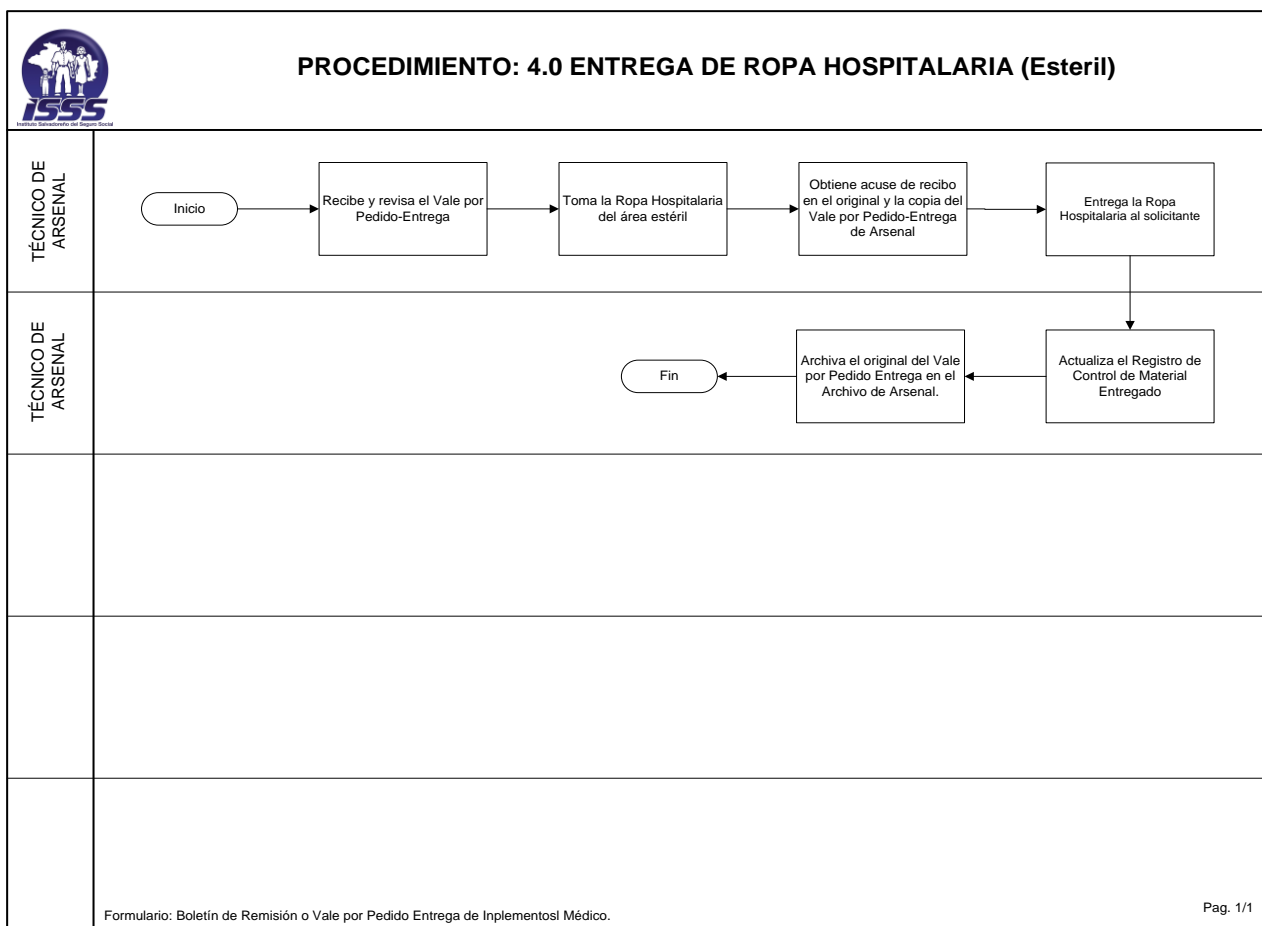 PROCEDIMIENTO: 4.0 ENTREGA DE ROPA HOSPITALARIA (Esteril)
ISSS
Instituto Salvadoreño del Seguro Social
TÉCNICO DE
ARSENAL
Inicio
Recibe y revisa el Vale por
Pedido-Entrega
Toma la Ropa Hospitalaria
del área estéril
Obtiene acuse de recibo
en el original y la copia del
Vale por Pedido-Entrega
de Arsenal
Entrega la Ropa
Hospitalaria al solicitante
TÉCNICO DE
ARSENAL
Actualiza el Registro de
Control de Material
Entregado
Archiva el original del Vale
por Pedido Entrega en el
Archivo de Arsenal.
Fin
Formulario: Boletín de Remisión o Vale por Pedido Entrega de Inplementosl Médico.
Pag. 1/1